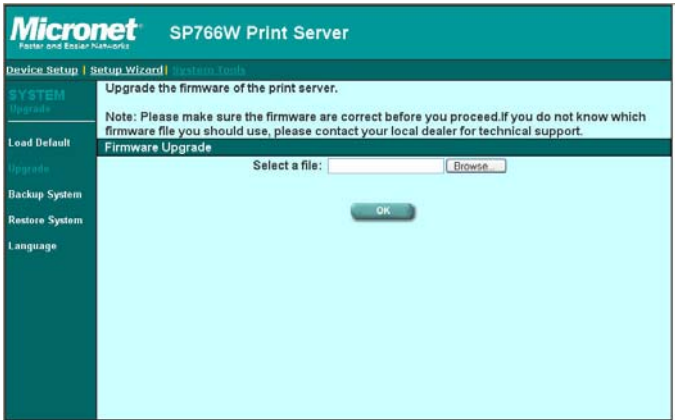 Micronet
Faster and Easier Networks
SP766W Print Server
Device Setup | Setup Wizard | System Tools
SYSTEM
Upgrade
Load Default
Upgrade
Backup System
Restore System
Language
Upgrade the firmware of the print server.
Note: Please make sure the firmware are correct before you proceed.If you do not know which
firmware file you should use, please contact your local dealer for technical support.
Firmware Upgrade
Select a file: Browse...
OK